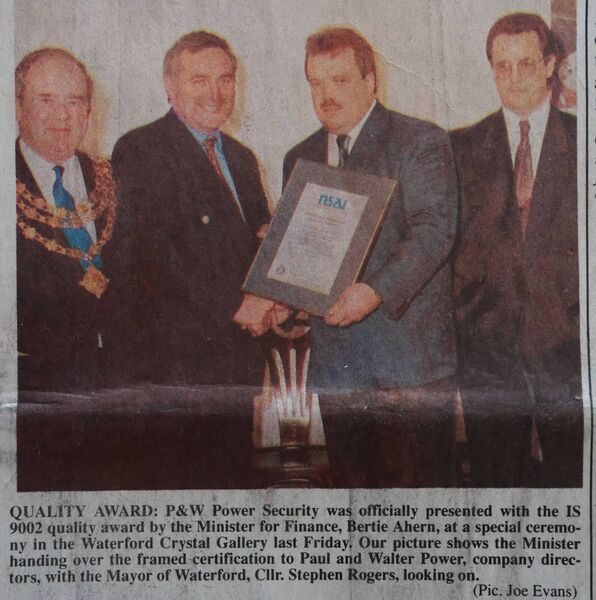 nsai
QUALITY AWARD: P&W Power Security was officially presented with the IS
9002 quality award by the Minister for Finance, Bertie Ahern, at a special ceremo-
ny in the Waterford Crystal Gallery last Friday. Our picture shows the Minister
handing over the framed certification to Paul and Walter Power, company direc-
tors, with the Mayor of Waterford, Cllr. Stephen Rogers, looking on.
(Pic. Joe Evans)